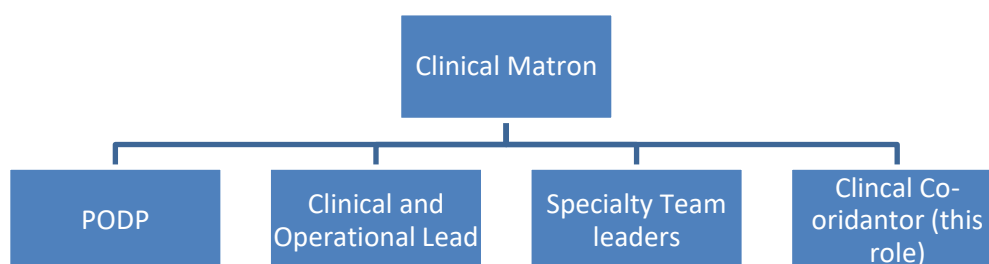 Clinical Matron
PODP
Clinical and
Operational Lead
Specialty Team
leaders
Clincal Co-
oridantor (this
role)